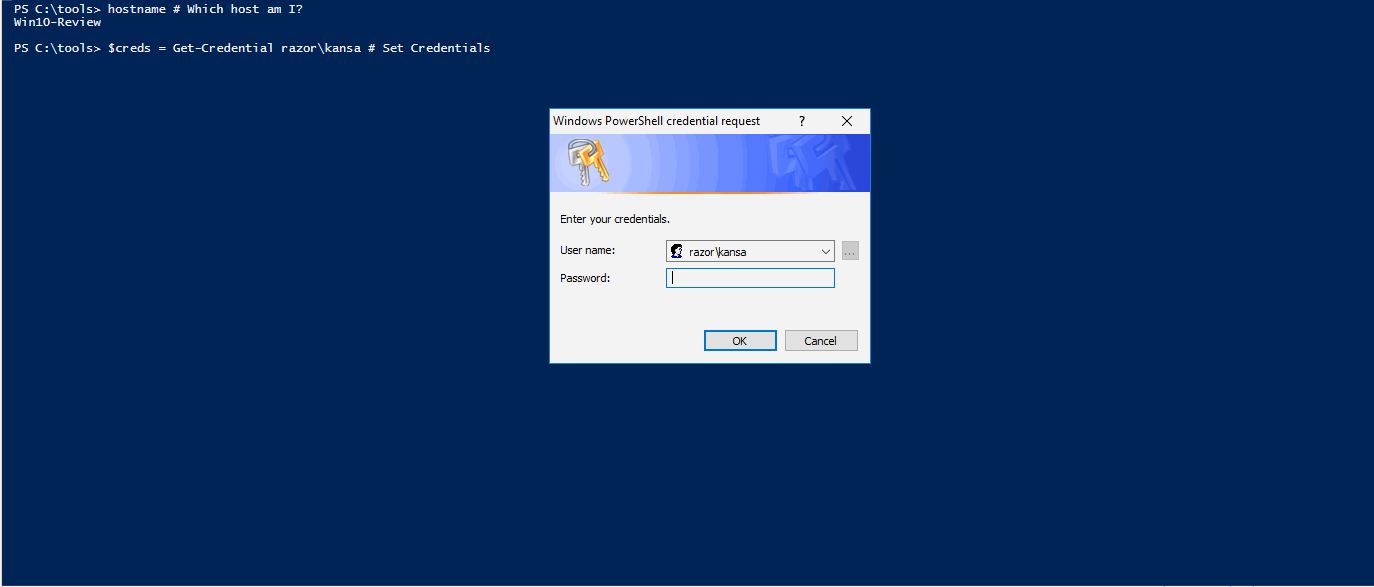 PS C:\tools> hostname # Which host am I?
Win10-Review
PS C:\tools> $creds = Get-Credential razor\kansa # Set Credentials
Windows PowerShell credential request ?
Enter your credentials.
User name: razor\kansa ...
Password:
OK Cancel